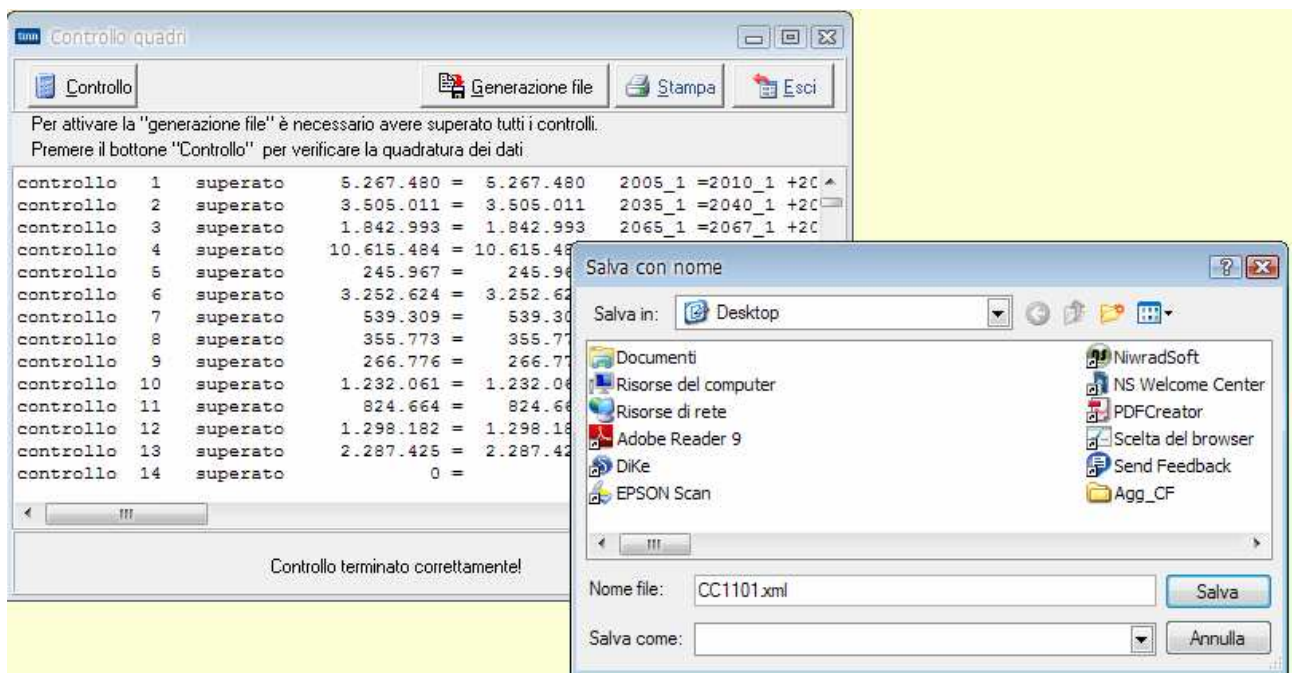 tinn Controllo quadri
Controllo Generazione file Stampa Esci
Per attivare la "generazione file" è necessario avere superato tutti i controlli.
Premere il bottone "Controllo" per verificare la quadratura dei dati
controllo 1 superato 5.267.480 = 5.267.480 2005_1 =2010_1 +20
controllo 2 superato 3.505.011 = 3.505.011 2035_1 =2040_1 +20
controllo 3 superato 1.842.993 = 1.842.993 2065_1 =2067_1 +20
controllo 4 superato 10.615.484 = 10.615.48
controllo 5 superato 245.967 = 245.96
controllo 6 superato 3.252.624 = 3.252.62
controllo 7 superato 539.309 = 539.30
controllo 8 superato 355.773 = 355.77
controllo 9 superato 266.776 = 266.77
controllo 10 superato 1.232.061 = 1.232.06
controllo 11 superato 824.664 = 824.66
controllo 12 superato 1.298.182 = 1.298.18
controllo 13 superato 2.287.425 = 2.287.42
controllo 14 superato 0 =
Controllo terminato correttamente!
Salva con nome
Salva in: Desktop
Documenti
Risorse del computer
Risorse di rete
Adobe Reader 9
DiKe
EPSON Scan
NiwradSoft
NS Welcome Center
PDFCreator
Scelta del browser
Send Feedback
Agg_CF
Nome file: CC1101.xml Salva
Salva come: Annulla